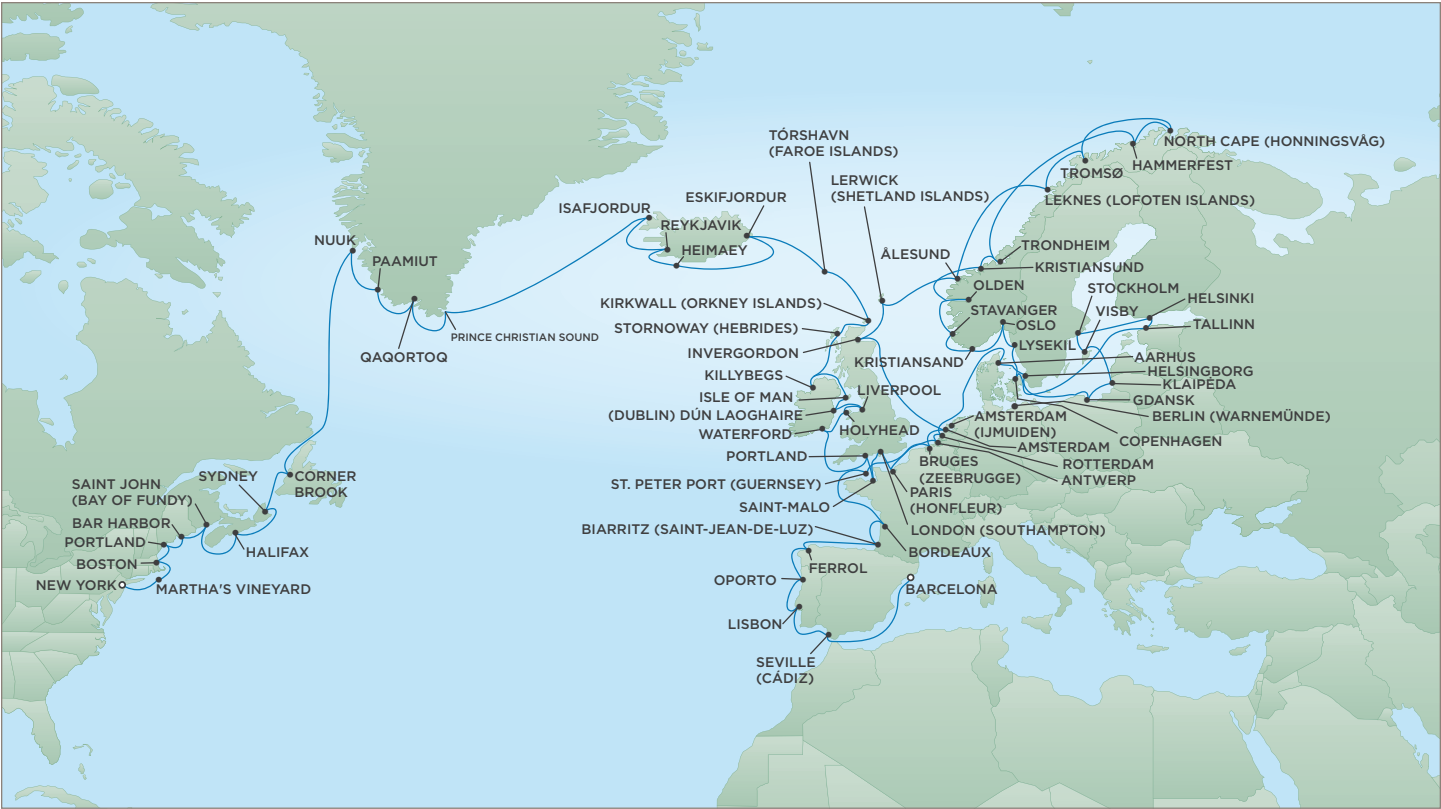 TÓRSHAVN
(FAROE ISLANDS)
NORTH CAPE (HONNINGSVÅG)
HAMMERFEST
TROMSØ
LERWICK
(SHETLAND ISLANDS)
LEKNES (LOFOTEN ISLANDS)
ESKIFJORDUR
ISAFJORDUR
REYKJAVIK
HEIMAEY
NUUK
PAAMIUT
TRONDHEIM
ÅLESUND
KRISTIANSUND
OLDEN
STOCKHOLM
HELSINKI
KIRKWALL (ORKNEY ISLANDS)
STAVANGER
VISBY
OSLO
TALLINN
STORNOWAY (HEBRIDES)
PRINCE CHRISTIAN SOUND
QAQORTOQ
INVERGORDON
LYSEKIL
KRISTIANSAND
AARHUS
HELSINGBORG
KILLYBEGS
KLAIPĖDA
LIVERPOOL
ISLE OF MAN
GDANSK
(DUBLIN) DÚN LAOGHAIRE
BERLIN (WARNEMÜNDE)
AMSTERDAM
(IJMUIDEN)
WATERFORD
HOLYHEAD
COPENHAGEN
AMSTERDAM
PORTLAND
BRUGES
(ZEEBRUGGE)
ROTTERDAM
ANTWERP
ST. PETER PORT (GUERNSEY)
PARIS
(HONFLEUR)
SAINT-MALO
BIARRITZ (SAINT-JEAN-DE-LUZ)
LONDON (SOUTHAMPTON)
BORDEAUX
SYDNEY
CORNER
BROOK
SAINT JOHN
(BAY OF FUNDY)
BAR HARBOR
PORTLAND
HALIFAX
BOSTON
NEW YORK
MARTHA'S VINEYARD
FERROL
OPORTO
BARCELONA
LISBON
SEVILLE
(CÁDIZ)